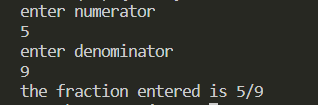 enter numerator
5
enter denominator
9
the fraction entered is 5/9